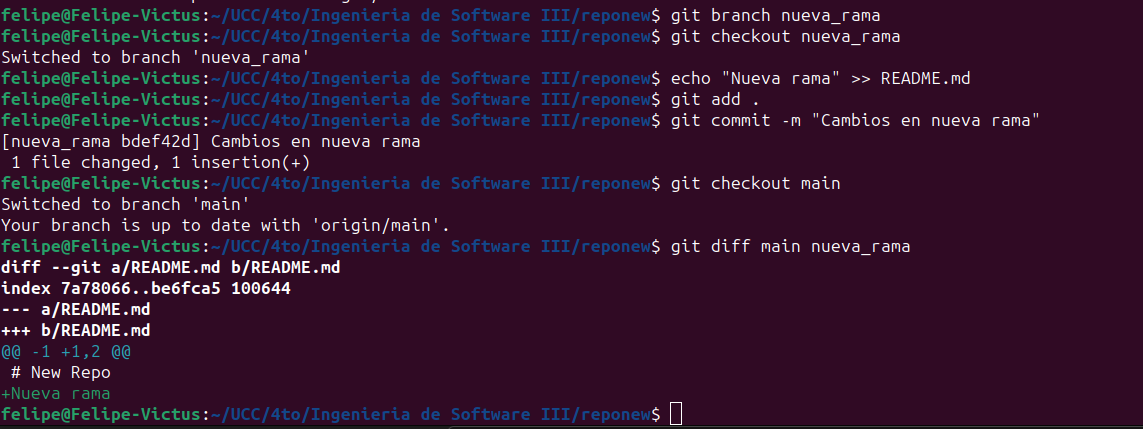 felipe@Felipe-Victus:~/UCC/4to/Ingenieria de Software III/reponew$ git branch nueva_rama
felipe@Felipe-Victus:~/UCC/4to/Ingenieria de Software III/reponew$ git checkout nueva_rama
Switched to branch 'nueva_rama'
felipe@Felipe-Victus:~/UCC/4to/Ingenieria de Software III/reponew$ echo "Nueva rama" >> README.md
felipe@Felipe-Victus:~/UCC/4to/Ingenieria de Software III/reponew$ git add .
felipe@Felipe-Victus:~/UCC/4to/Ingenieria de Software III/reponew$ git commit -m "Cambios en nueva rama"
[nueva_rama bdef42d] Cambios en nueva rama
 1 file changed, 1 insertion(+)
felipe@Felipe-Victus:~/UCC/4to/Ingenieria de Software III/reponew$ git checkout main
Switched to branch 'main'
Your branch is up to date with 'origin/main'.
felipe@Felipe-Victus:~/UCC/4to/Ingenieria de Software III/reponew$ git diff main nueva_rama
diff --git a/README.md b/README.md
index 7a78066..be6fca5 100644
--- a/README.md
+++ b/README.md
@@ -1 +1,2 @@
 # New Repo
+Nueva rama
felipe@Felipe-Victus:~/UCC/4to/Ingenieria de Software III/reponew$